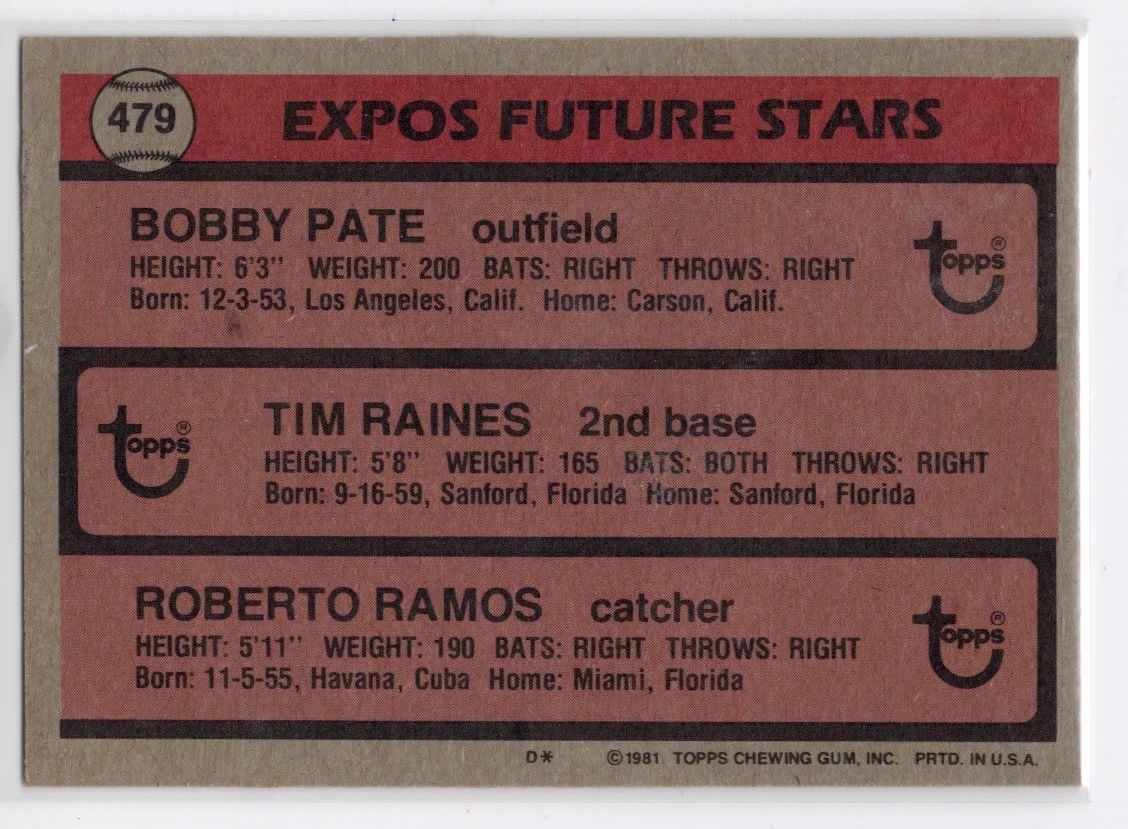 479 EXPOS FUTURE STARS
BOBBY PATE outfield
HEIGHT: 6'3" WEIGHT: 200 BATS: RIGHT THROWS: RIGHT
Born: 12-3-53, Los Angeles, Calif. Home: Carson, Calif.
topps®
topps®
TIM RAINES 2nd base
HEIGHT: 5'8" WEIGHT: 165 BATS: BOTH THROWS: RIGHT
Born: 9-16-59, Sanford, Florida Home: Sanford, Florida
ROBERTO RAMOS catcher
HEIGHT: 5'11" WEIGHT: 190 BATS: RIGHT THROWS: RIGHT
Born: 11-5-55, Havana, Cuba Home: Miami, Florida
topps®
D* ©1981 TOPPS CHEWING GUM, INC. PRTD. IN U.S.A.